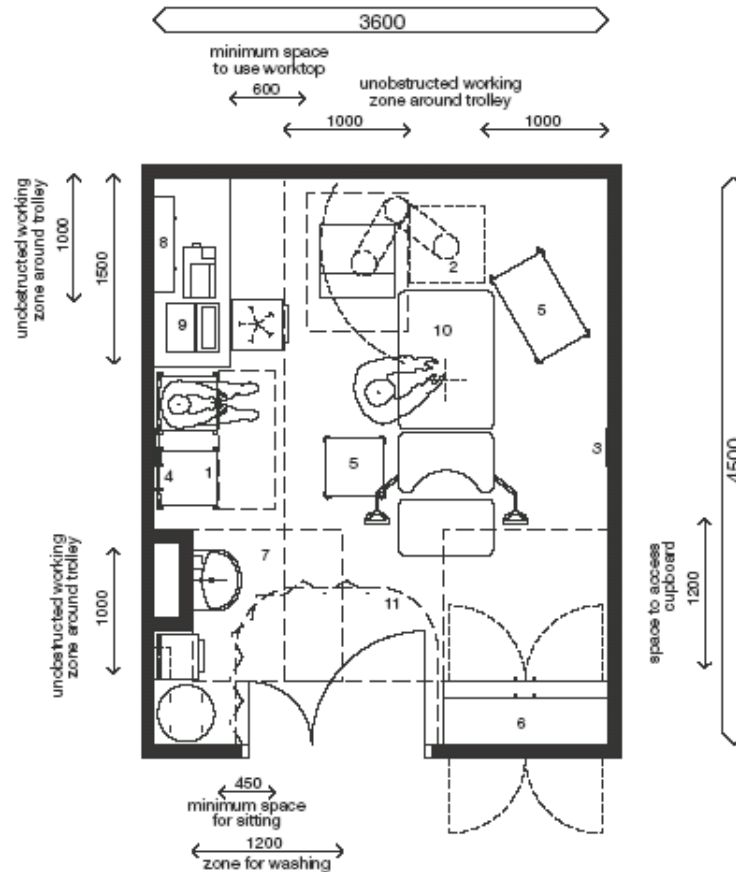 3600
minimum space
to use worktop
600
unobstructed working
zone around trolley
1000
1000
unobstructed working
zone around trolley
1000
1500
8
9
2
5
10
4
1
5
3
4500
7
11
6
unobstructed working
zone around trolley
1000
space to access
cupboard
1200
450
minimum space
for sitting
1200
zone for washing